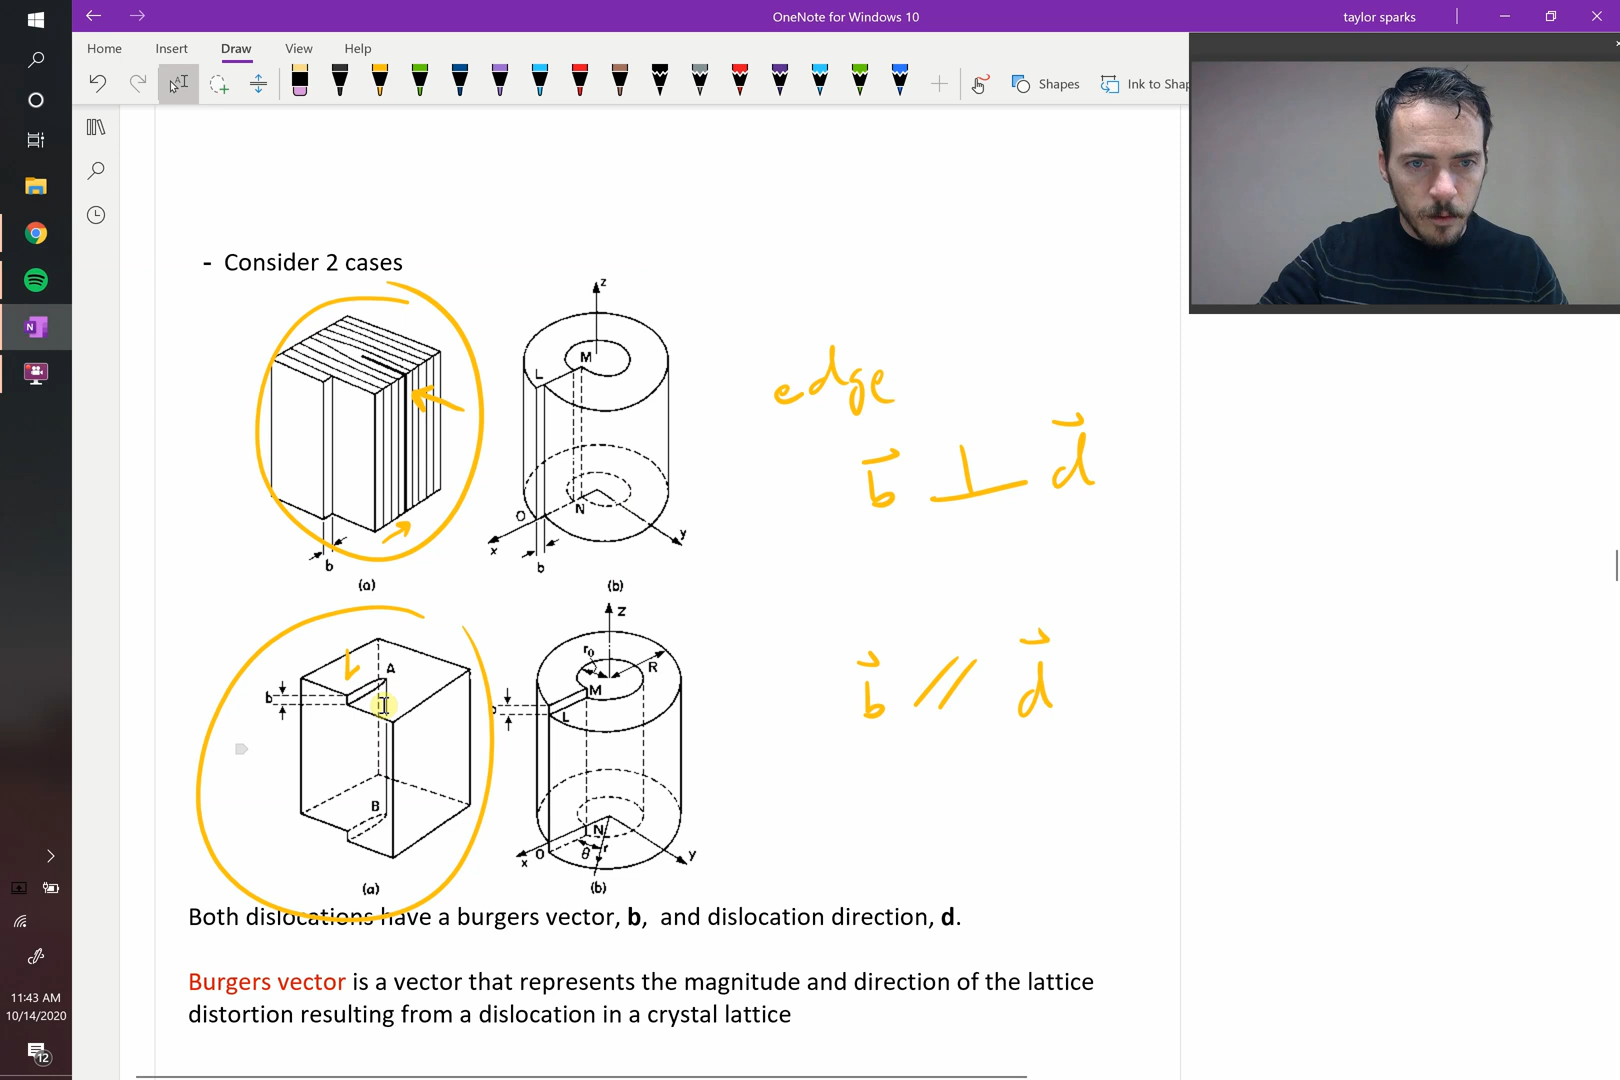 OneNote for Windows 10
taylor sparks
Home Insert Draw View Help
Shapes
Ink to Shap
- Consider 2 cases
z
M
L
N
O
x
y
b
b
(a)
(b)
edge
b ⊥ d
z
r₀
R
A
M
b
L
B
N
x
O
θ
r
y
(a)
(b)
b // d
Both dislocations have a burgers vector, b, and dislocation direction, d.
Burgers vector is a vector that represents the magnitude and direction of the lattice
distortion resulting from a dislocation in a crystal lattice
11:43 AM
10/14/2020
12